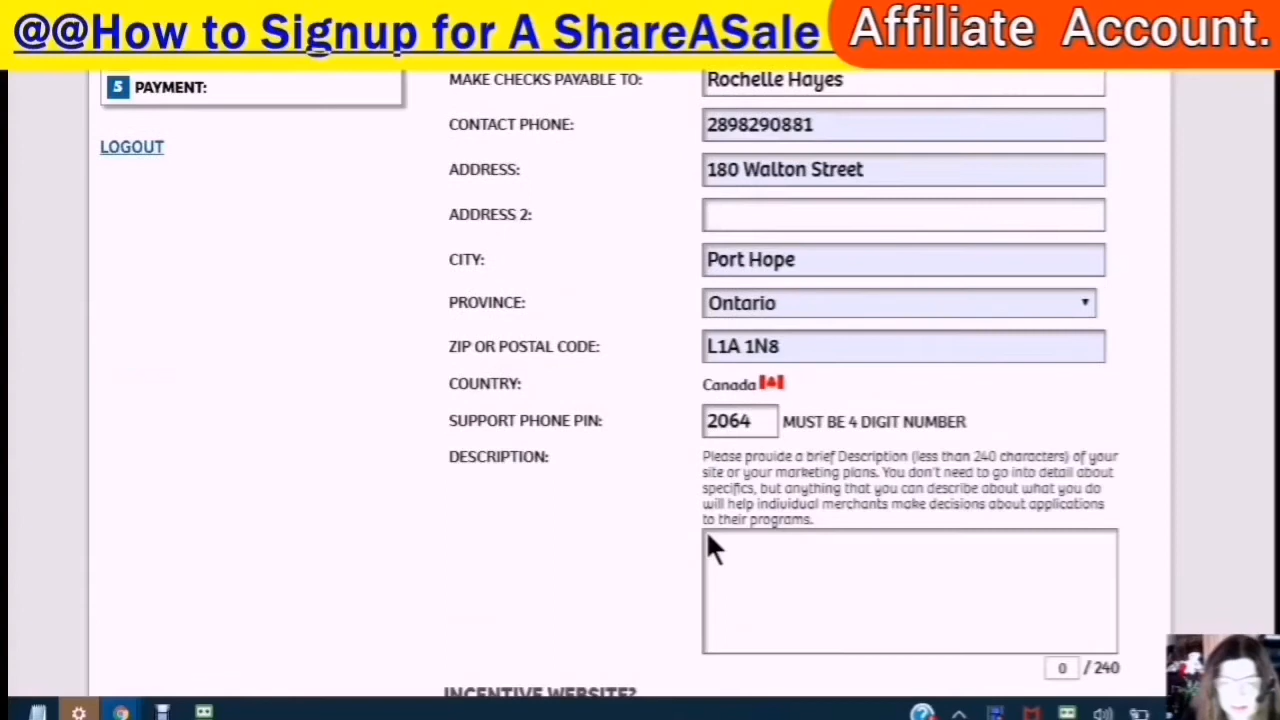 @@How to Signup for A ShareASale Affiliate Account.
5 PAYMENT:
LOGOUT
MAKE CHECKS PAYABLE TO: Rochelle Hayes
CONTACT PHONE: 2898290881
ADDRESS: 180 Walton Street
ADDRESS 2:
CITY: Port Hope
PROVINCE: Ontario
ZIP OR POSTAL CODE: L1A 1N8
COUNTRY: Canada
SUPPORT PHONE PIN: 2064 MUST BE 4 DIGIT NUMBER
DESCRIPTION: Please provide a brief Description (less than 240 characters) of your
site or your marketing plans. You don't need to go into detail about
specifics, but anything that you can describe about what you do
will help individual merchants make decisions about applications
to their programs.
0 / 240
INCENTIVE WEBSITE?